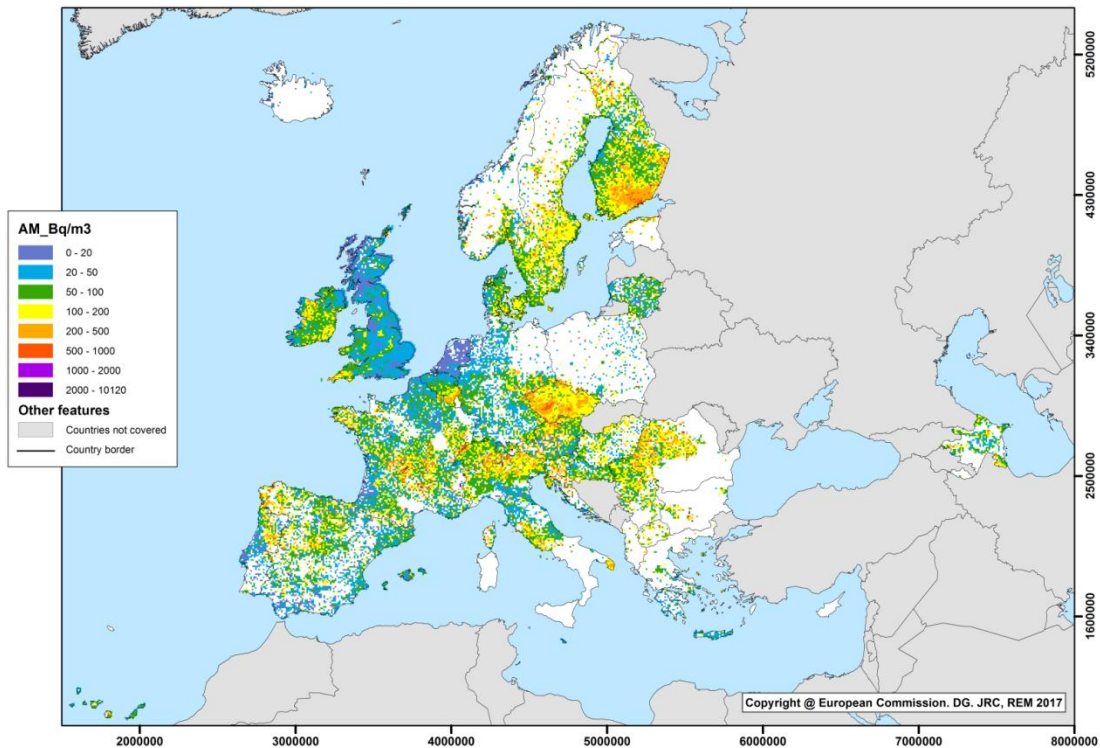 AM_Bq/m3
0 - 20
20 - 50
50 - 100
100 - 200
200 - 500
500 - 1000
1000 - 2000
2000 - 10120
Other features
Countries not covered
Country border
5200000
4300000
3400000
2500000
1600000
Copyright @ European Commission. DG. JRC, REM 2017
2000000 3000000 4000000 5000000 6000000 7000000 8000000